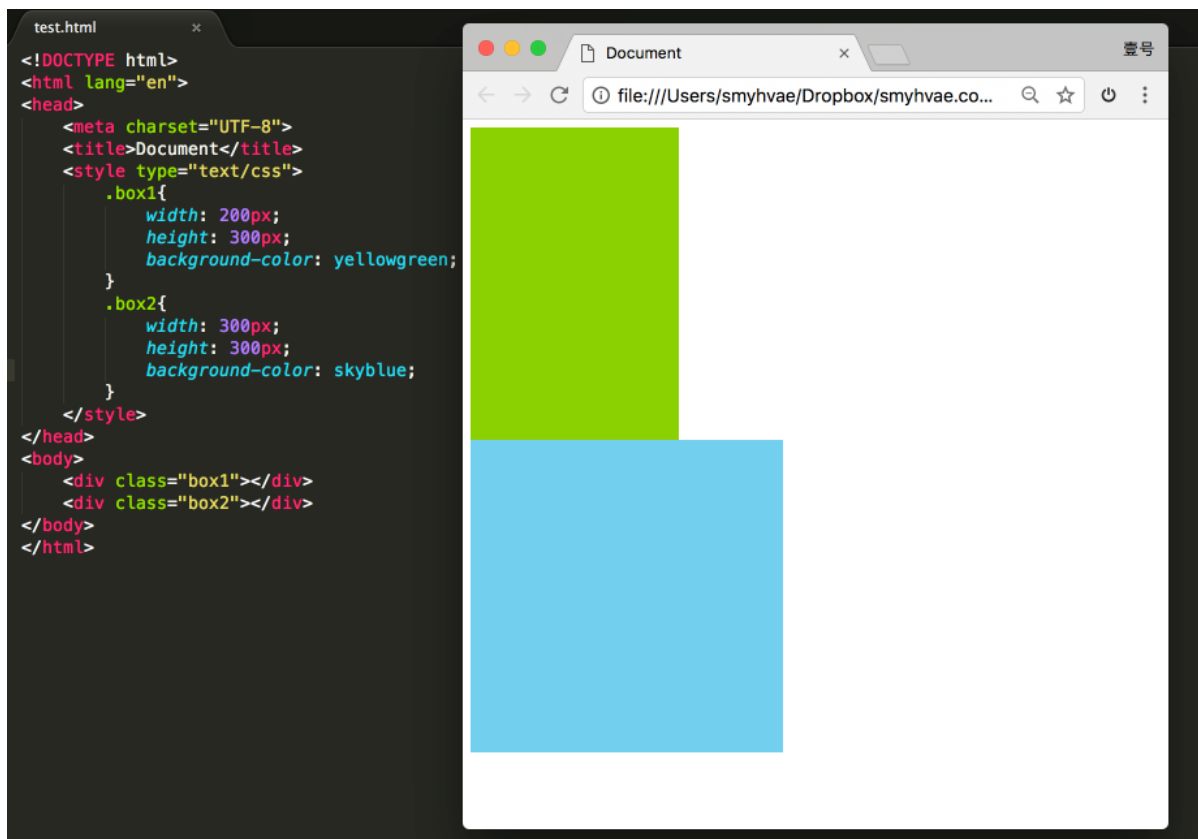 test.html
<!DOCTYPE html>
<html lang="en">
<head>
    <meta charset="UTF-8">
    <title>Document</title>
    <style type="text/css">
        .box1{
            width: 200px;
            height: 300px;
            background-color: yellowgreen;
        }
        .box2{
            width: 300px;
            height: 300px;
            background-color: skyblue;
        }
    </style>
</head>
<body>
    <div class="box1"></div>
    <div class="box2"></div>
</body>
</html>
Document
壹号
file:///Users/smyhvae/Dropbox/smyhvae.co...